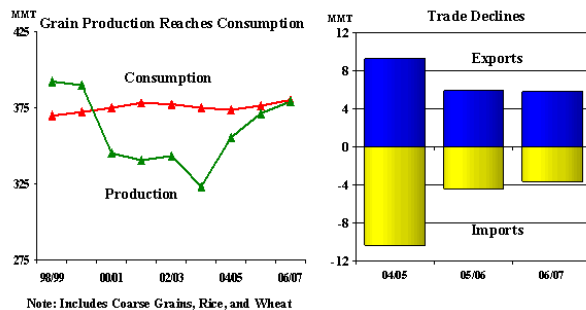 MMT
Grain Production Reaches Consumption
425
375
325
275
Consumption
Production
98/99
00/01
02/03
04/05
06/07
Note: Includes Coarse Grains, Rice, and Wheat
MMT
Trade Declines
12
8
4
0
-4
-8
-12
Exports
Imports
04/05
05/06
06/07